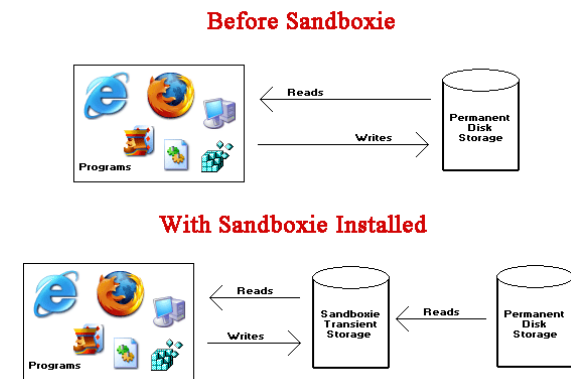 Before Sandboxie
Reads
Permanent
Disk
Storage
Writes
Programs
With Sandboxie Installed
Reads
Sandboxie
Transient
Storage
Reads
Permanent
Disk
Storage
Writes
Programs